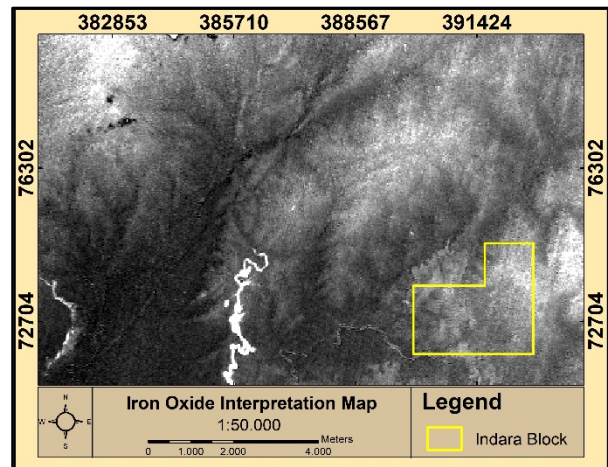 382853 385710 388567 391424
76302
76302
72704
72704
Iron Oxide Interpretation Map
1:50.000
Meters
0 1.000 2.000 4.000
N
W E
S
Legend
Indara Block